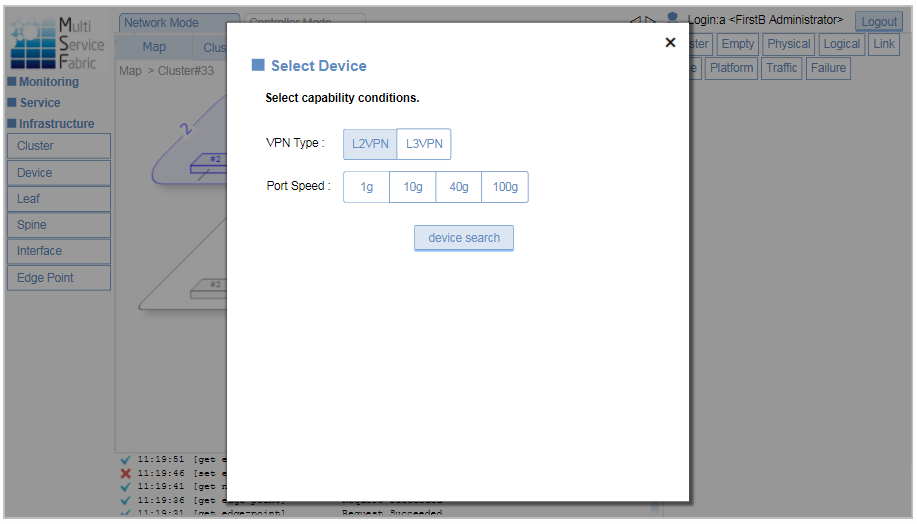 Multi
Service
Fabric
Network Mode
Controller Mode
Login:a <FirstB Administrator>
Logout
Map
Clus
ster
Empty
Physical
Logical
Link
e
Platform
Traffic
Failure
Map > Cluster#33
Monitoring
Service
Infrastructure
Cluster
Device
Leaf
Spine
Interface
Edge Point
2
#2
#2
Select Device
Select capability conditions.
VPN Type :
L2VPN
L3VPN
Port Speed :
1g
10g
40g
100g
device search
11:19:51 [get e
11:19:46 [set e
11:19:41 [get n
11:19:36 [get edge-point] Request Succeeded
11:19:31 [get edge-point] Request Succeeded